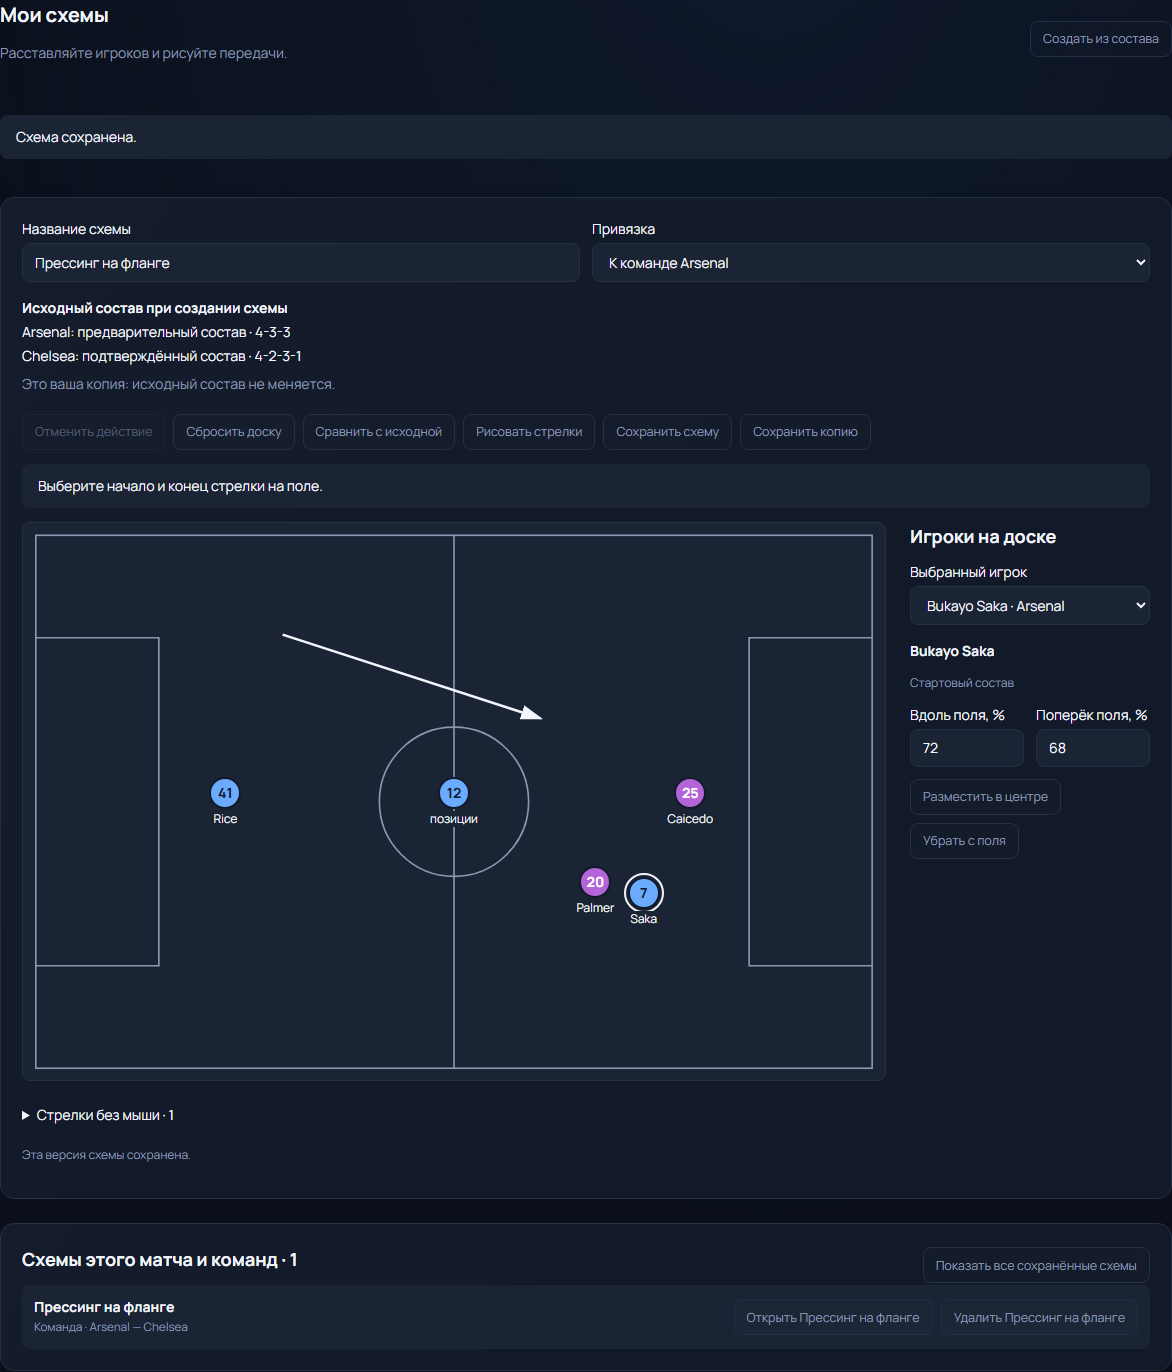 Мои схемы
Расставляйте игроков и рисуйте передачи.
Создать из состава
Схема сохранена.
Название схемы
Привязка
Прессинг на фланге
К команде Arsenal
Исходный состав при создании схемы
Arsenal: предварительный состав · 4-3-3
Chelsea: подтверждённый состав · 4-2-3-1
Это ваша копия: исходный состав не меняется.
Отменить действие
Сбросить доску
Сравнить с исходной
Рисовать стрелки
Сохранить схему
Сохранить копию
Выберите начало и конец стрелки на поле.
Игроки на доске
Выбранный игрок
Bukayo Saka · Arsenal
Bukayo Saka
Стартовый состав
Вдоль поля, %
Поперёк поля, %
72
68
Разместить в центре
Убрать с поля
41
Rice
12
позиции
25
Caicedo
20
Palmer
7
Saka
Стрелки без мыши · 1
Эта версия схемы сохранена.
Схемы этого матча и команд · 1
Показать все сохранённые схемы
Прессинг на фланге
Команда · Arsenal — Chelsea
Открыть Прессинг на фланге
Удалить Прессинг на фланге